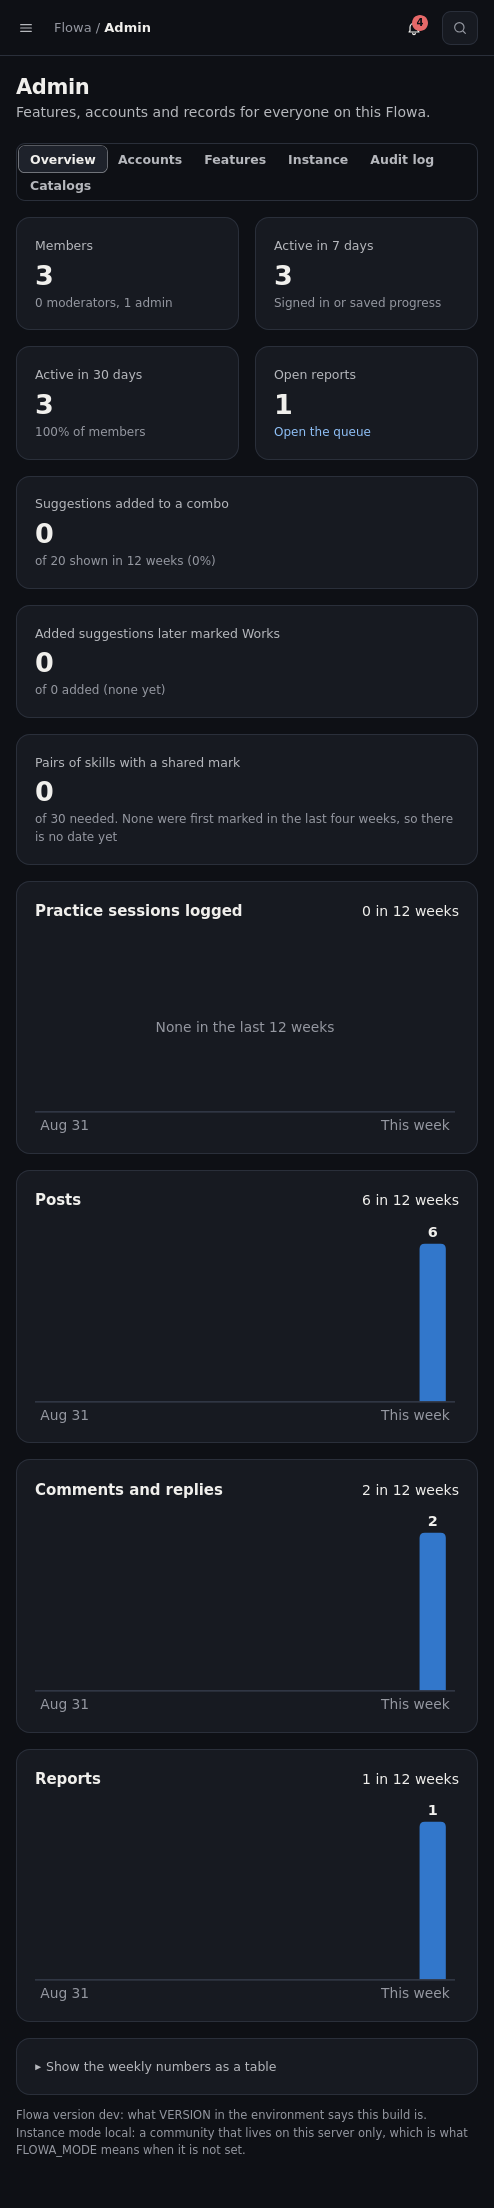 Flowa / Admin
4
Admin
Features, accounts and records for everyone on this Flowa.
Overview Accounts Features Instance Audit log
Catalogs
Members
3
0 moderators, 1 admin
Active in 7 days
3
Signed in or saved progress
Active in 30 days
3
100% of members
Open reports
1
Open the queue
Suggestions added to a combo
0
of 20 shown in 12 weeks (0%)
Added suggestions later marked Works
0
of 0 added (none yet)
Pairs of skills with a shared mark
0
of 30 needed. None were first marked in the last four weeks, so there
is no date yet
Practice sessions logged 0 in 12 weeks
None in the last 12 weeks
Aug 31 This week
Posts 6 in 12 weeks
6
Aug 31 This week
Comments and replies 2 in 12 weeks
2
Aug 31 This week
Reports 1 in 12 weeks
1
Aug 31 This week
▸ Show the weekly numbers as a table
Flowa version dev: what VERSION in the environment says this build is.
Instance mode local: a community that lives on this server only, which is what
FLOWA_MODE means when it is not set.